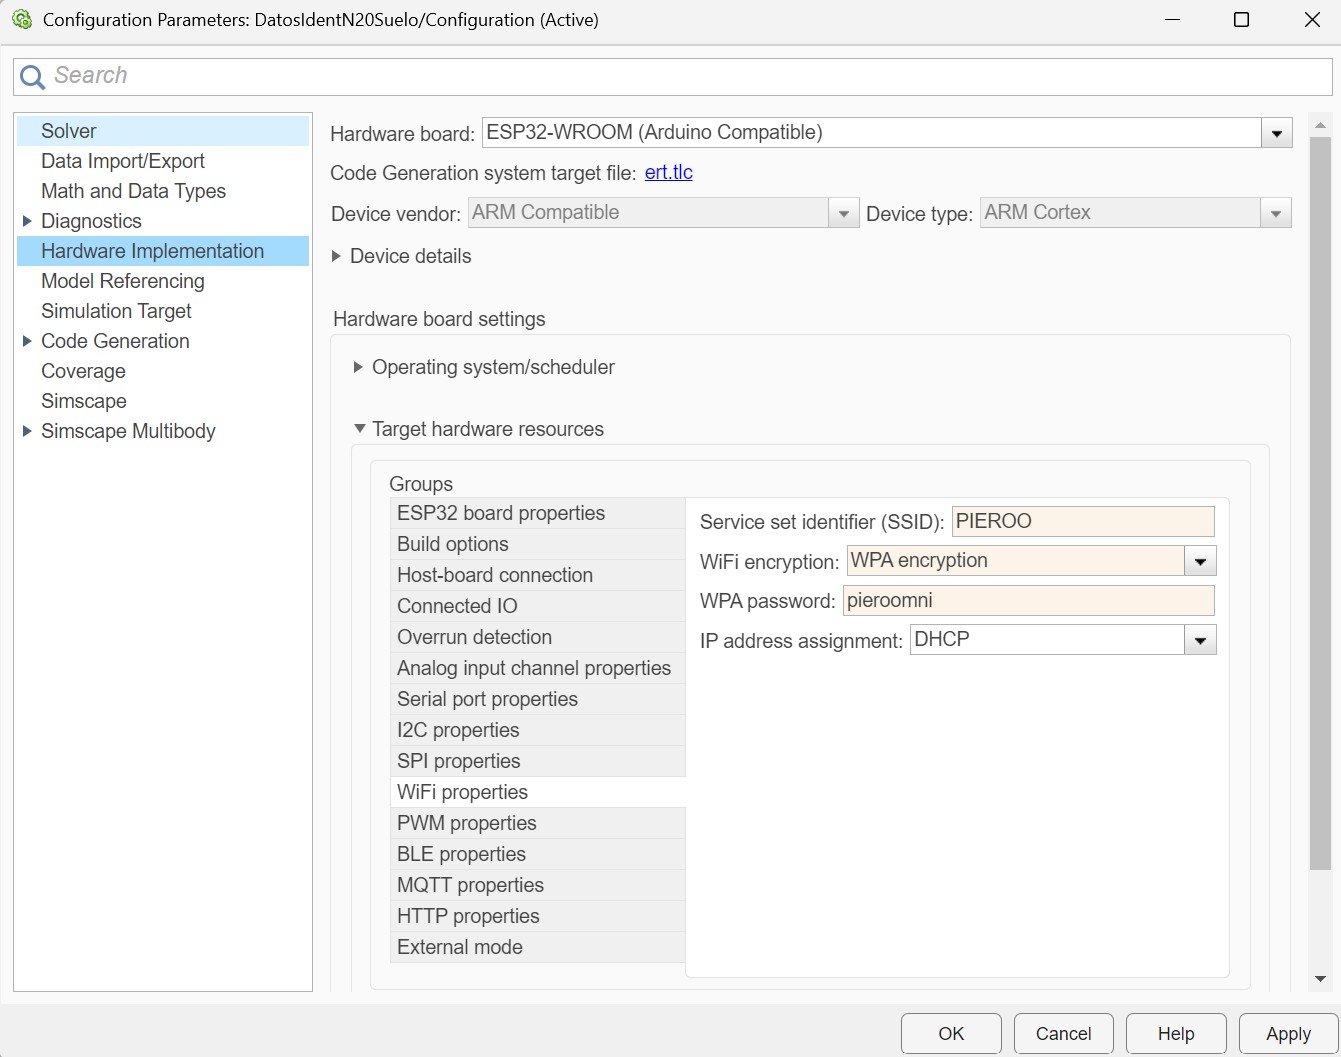 Configuration Parameters: DatosIdentN20Suelo/Configuration (Active)
Search
Solver
Data Import/Export
Math and Data Types
Diagnostics
Hardware Implementation
Model Referencing
Simulation Target
Code Generation
Coverage
Simscape
Simscape Multibody
Hardware board: ESP32-WROOM (Arduino Compatible)
Code Generation system target file: ert.tlc
Device vendor: ARM Compatible Device type: ARM Cortex
Device details
Hardware board settings
Operating system/scheduler
Target hardware resources
Groups
ESP32 board properties
Build options
Host-board connection
Connected IO
Overrun detection
Analog input channel properties
Serial port properties
I2C properties
SPI properties
WiFi properties
PWM properties
BLE properties
MQTT properties
HTTP properties
External mode
Service set identifier (SSID): PIEROO
WiFi encryption: WPA encryption
WPA password: pieroomni
IP address assignment: DHCP
OK Cancel Help Apply